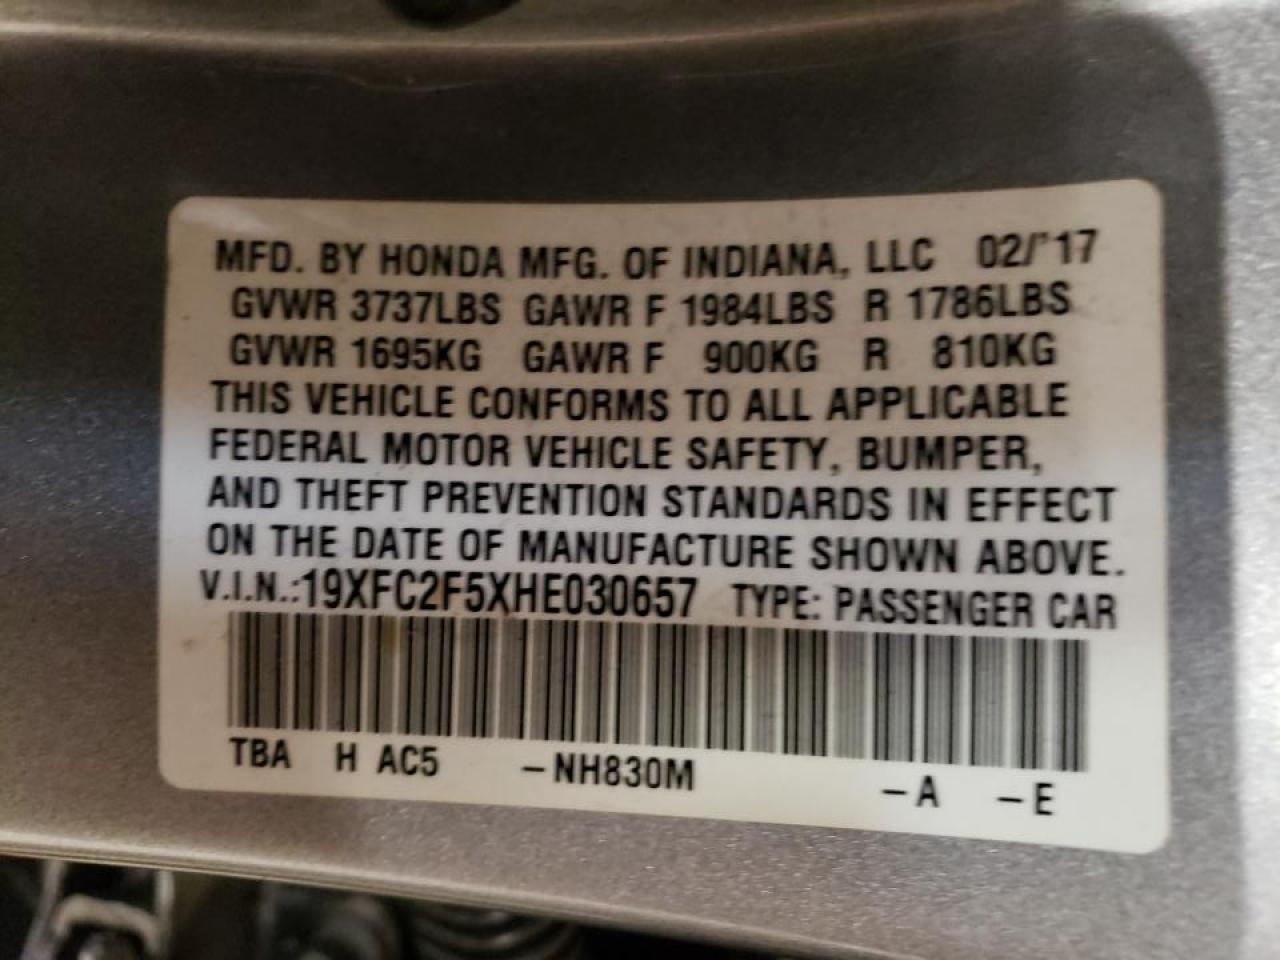 MFD. BY HONDA MFG. OF INDIANA, LLC 02/'17
GVWR 3737LBS GAWR F 1984LBS R 1786LBS
GVWR 1695KG GAWR F 900KG R 810KG
THIS VEHICLE CONFORMS TO ALL APPLICABLE
FEDERAL MOTOR VEHICLE SAFETY, BUMPER,
AND THEFT PREVENTION STANDARDS IN EFFECT
ON THE DATE OF MANUFACTURE SHOWN ABOVE.
V.I.N.:19XFC2F5XHE030657 TYPE: PASSENGER CAR
TBA H AC5 -NH830M -A -E